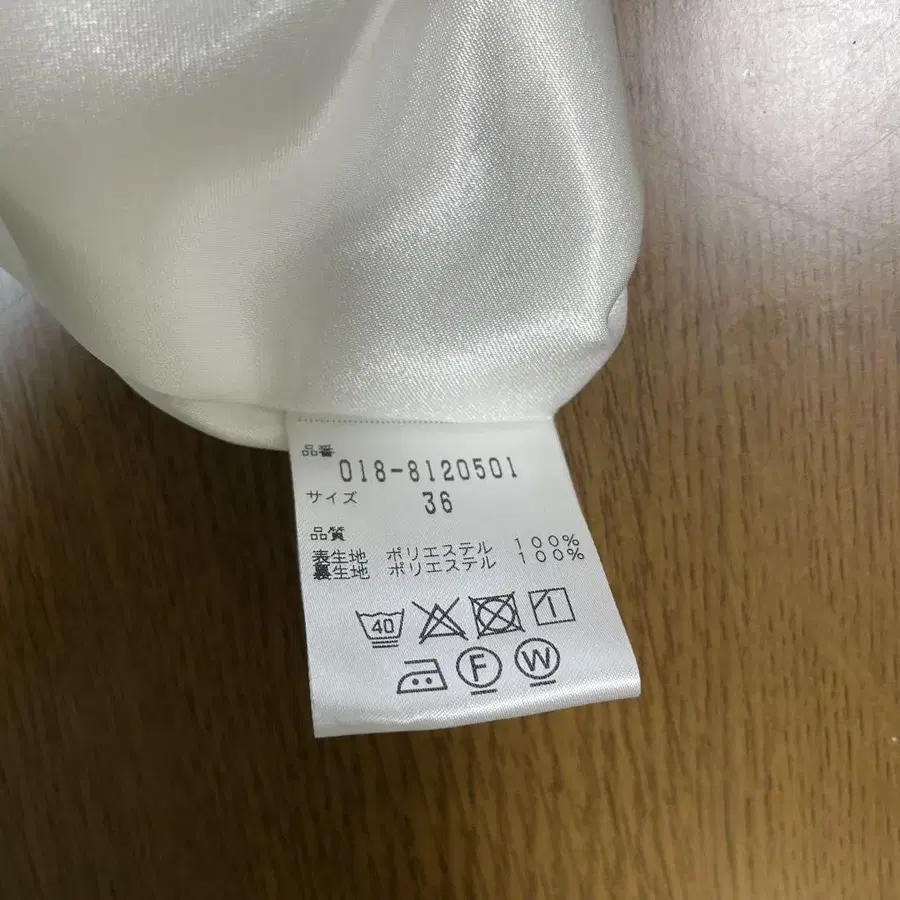 品番
018-8120501
サイズ 36
品質
表生地 ポリエステル 100%
裏生地 ポリエステル 100%
40
F W